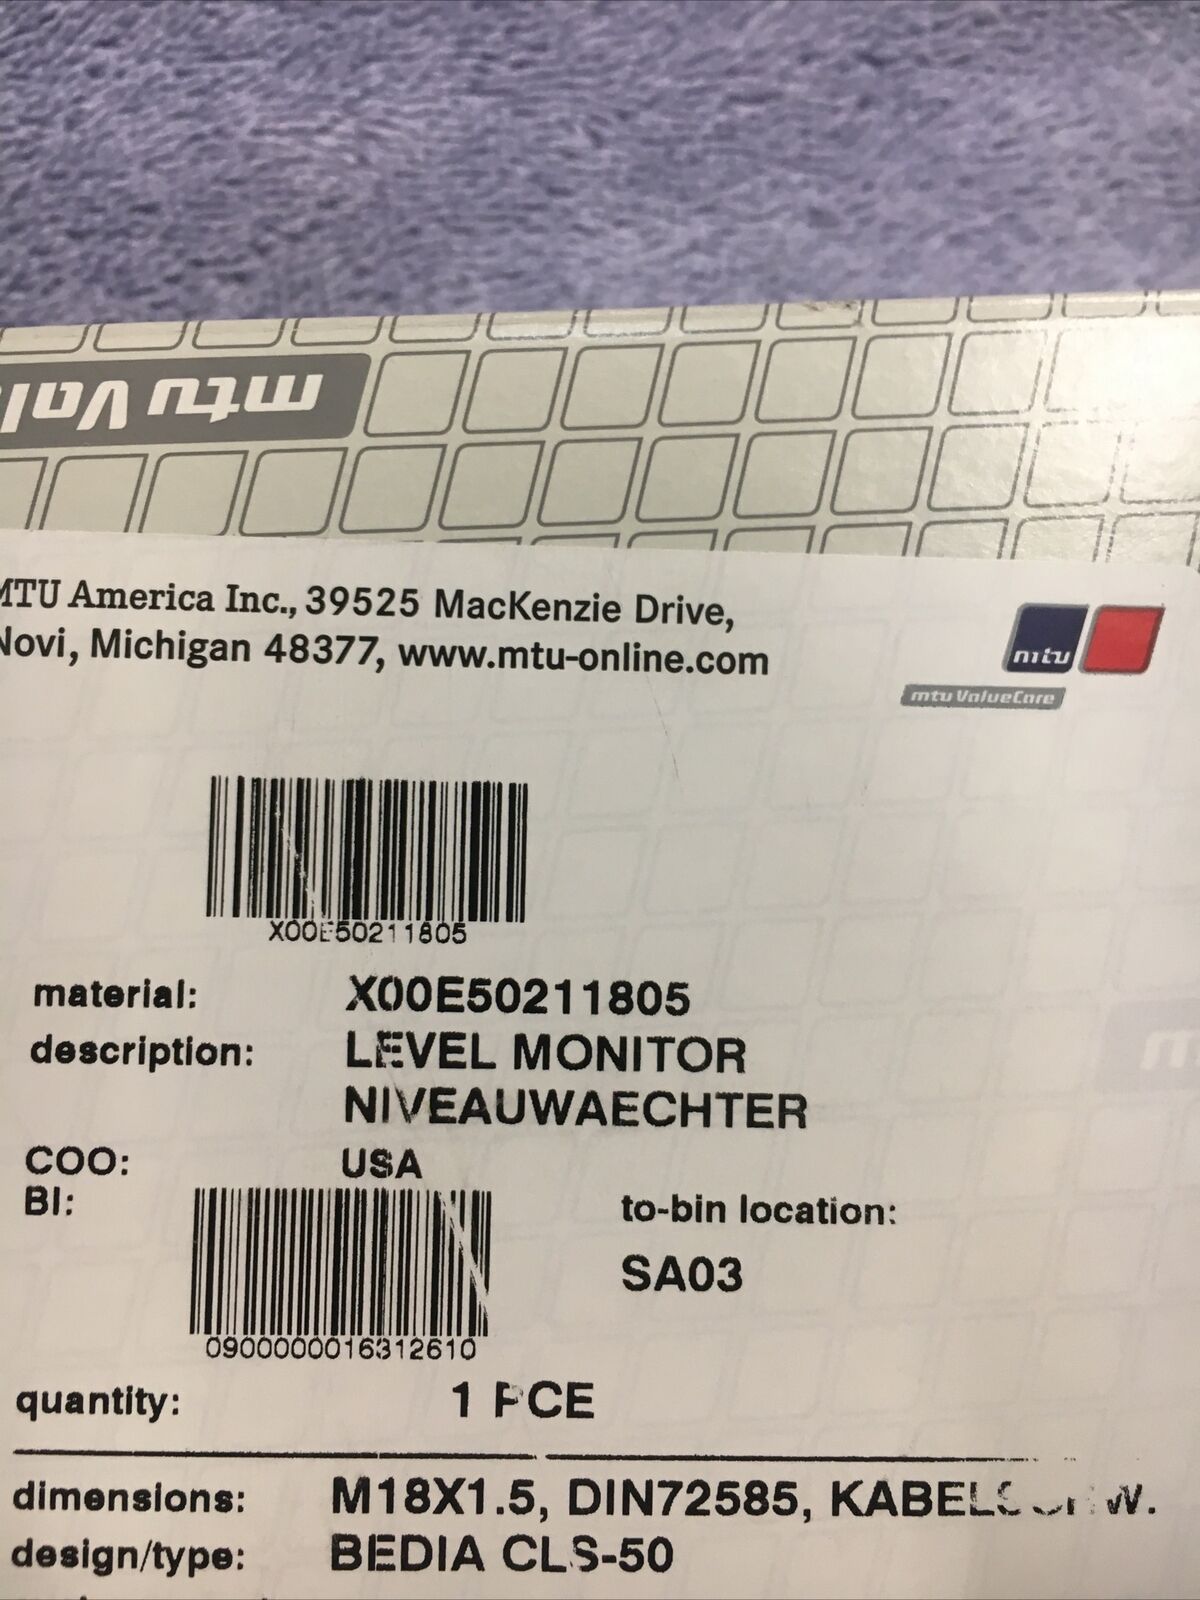 mtu Val
MTU America Inc., 39525 MacKenzie Drive,
Novi, Michigan 48377, www.mtu-online.com
mtu
mtu ValueCare
X00E50211805
material: X00E50211805
description: LEVEL MONITOR
NIVEAUWAECHTER
COO: USA
BI:
to-bin location:
SA03
0900000016312610
quantity: 1 PCE
dimensions: M18X1.5, DIN72585,
design/type: BEDIA CLS-50